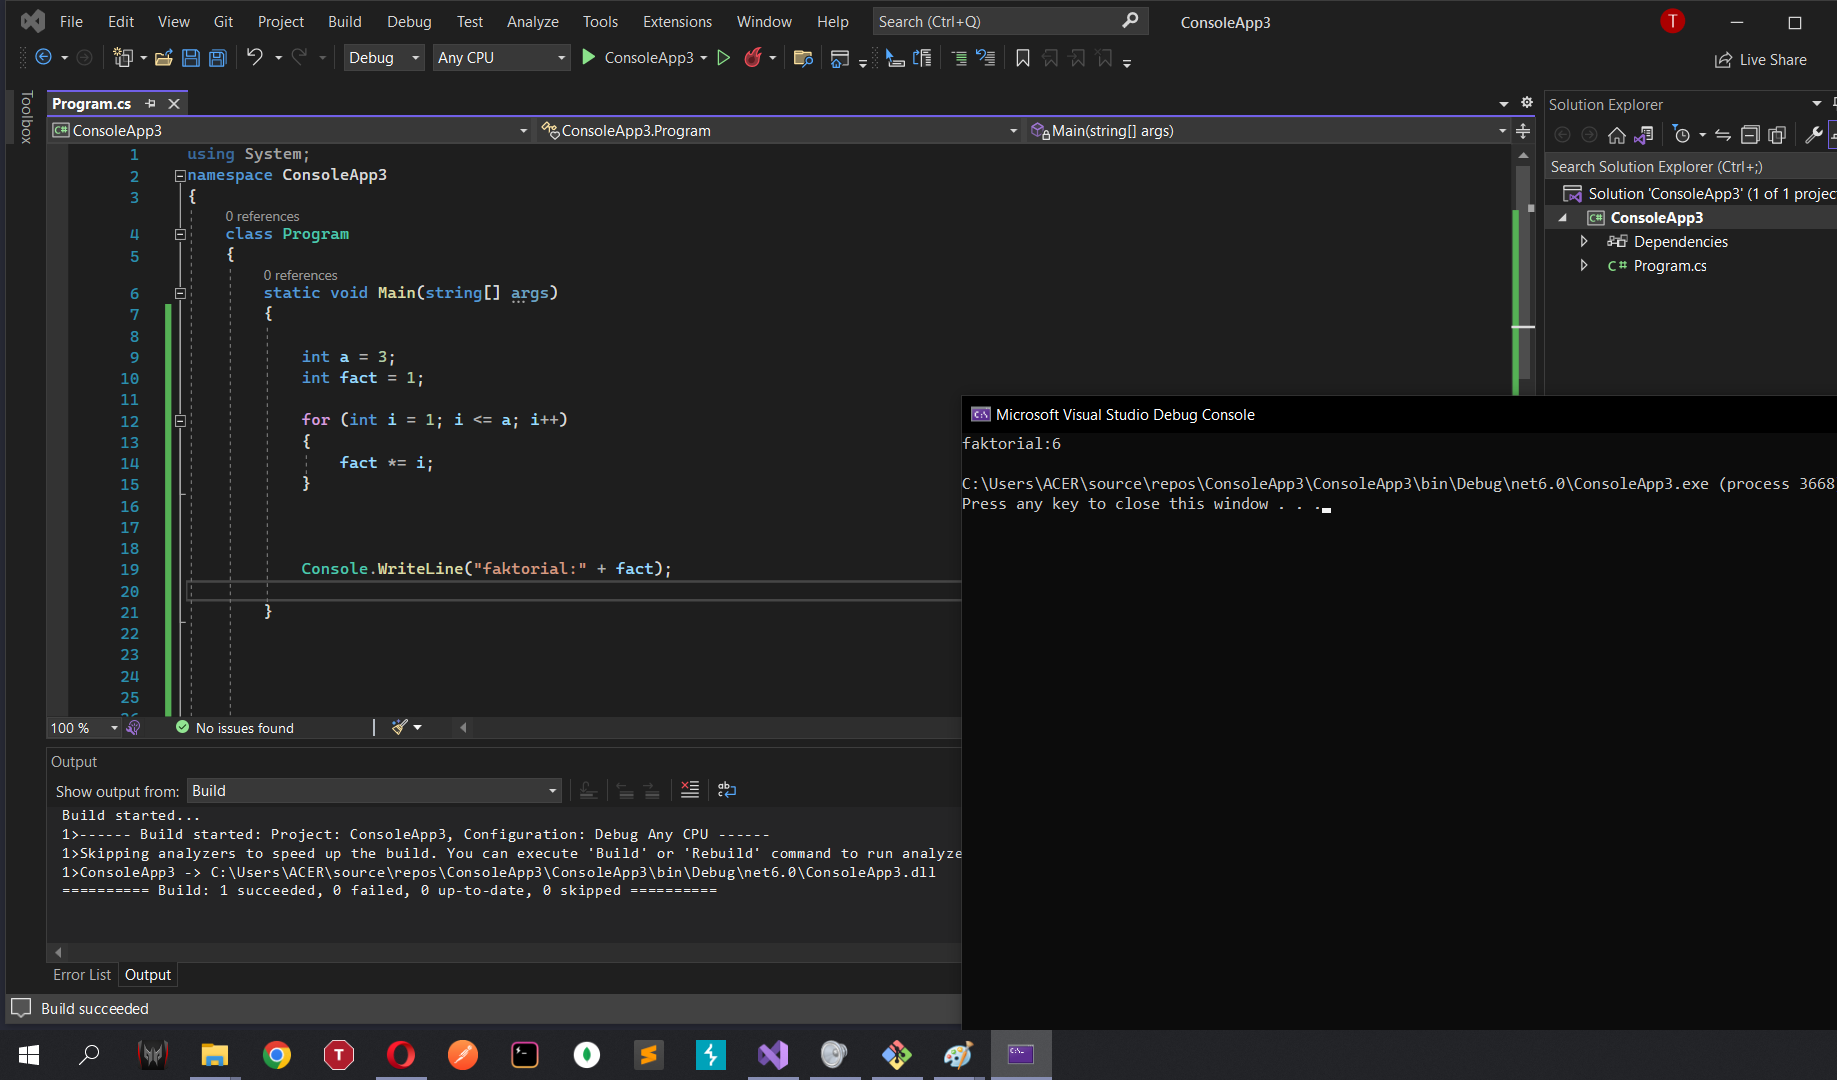 File Edit View Git Project Build Debug Test Analyze Tools Extensions Window Help Search (Ctrl+Q) ConsoleApp3 T
Debug Any CPU ConsoleApp3 Live Share
Toolbox
Program.cs
ConsoleApp3 ConsoleApp3.Program Main(string[] args)
1 using System;
2 namespace ConsoleApp3
3 {
0 references
4 class Program
5 {
0 references
6 static void Main(string[] args)
7 {
8
9 int a = 3;
10 int fact = 1;
11
12 for (int i = 1; i <= a; i++)
13 {
14 fact *= i;
15 }
16
17
18
19 Console.WriteLine("faktorial:" + fact);
20
21 }
22
23
24
25
100 % No issues found
Output
Show output from: Build
Build started...
1>------ Build started: Project: ConsoleApp3, Configuration: Debug Any CPU ------
1>Skipping analyzers to speed up the build. You can execute 'Build' or 'Rebuild' command to run analyze
1>ConsoleApp3 -> C:\Users\ACER\source\repos\ConsoleApp3\ConsoleApp3\bin\Debug\net6.0\ConsoleApp3.dll
========== Build: 1 succeeded, 0 failed, 0 up-to-date, 0 skipped ==========
Error List Output
Build succeeded
Solution Explorer
Search Solution Explorer (Ctrl+;)
Solution 'ConsoleApp3' (1 of 1 projec
C# ConsoleApp3
Dependencies
C# Program.cs
Microsoft Visual Studio Debug Console
faktorial:6
C:\Users\ACER\source\repos\ConsoleApp3\ConsoleApp3\bin\Debug\net6.0\ConsoleApp3.exe (process 3668
Press any key to close this window . . .
T